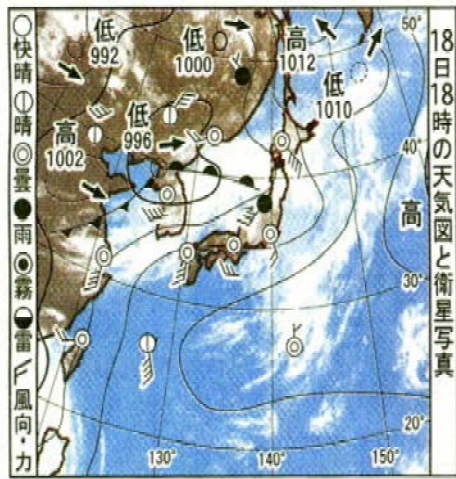 18日18時の天気図と衛星写真
低
992
低
1000
高
1012
低
1010
50°
高
1002
低
996
40°
高
30°
20°
130°
140°
150°
○快晴⦶晴◎曇●雨◉霧◒雷 風向・力